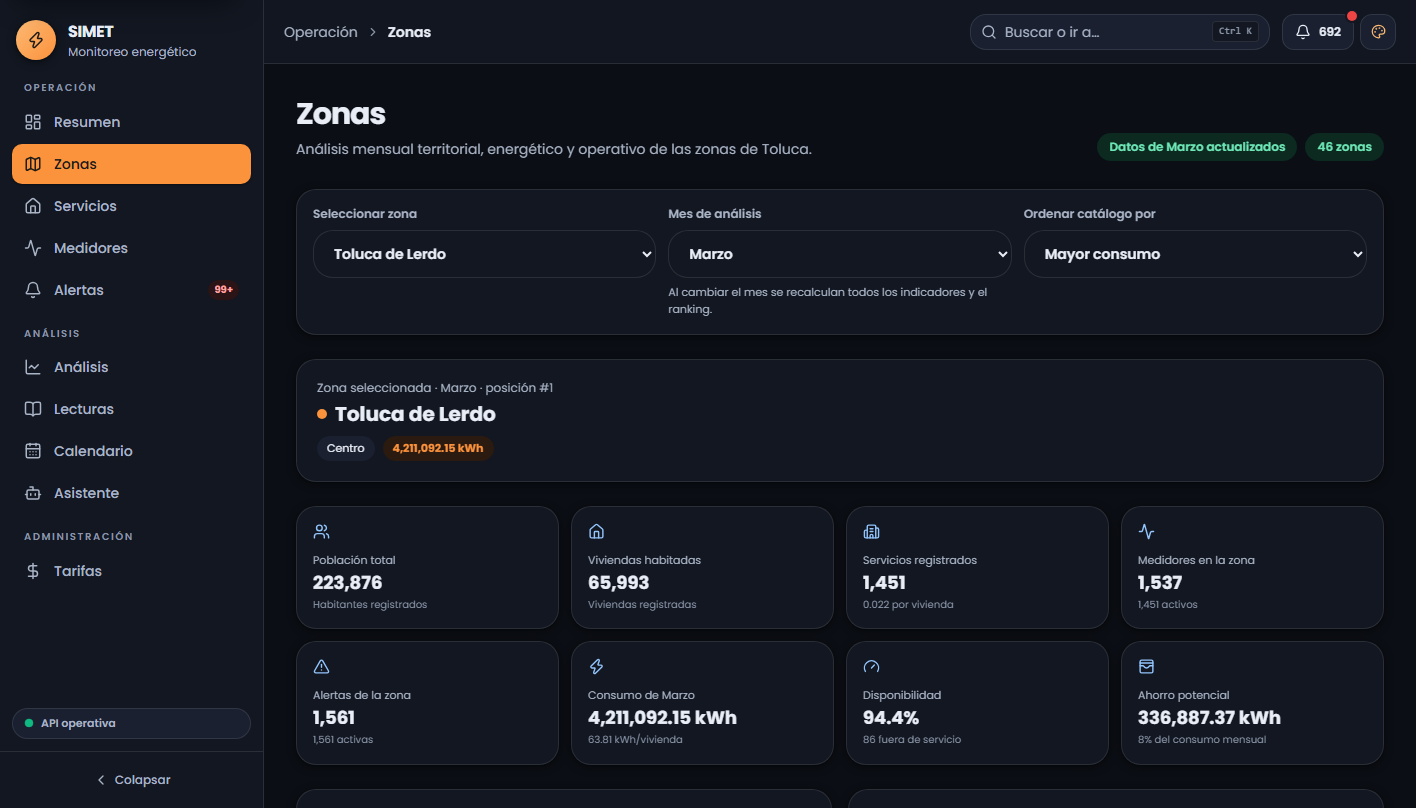 SIMET
Monitoreo energético
OPERACIÓN
Resumen
Zonas
Servicios
Medidores
Alertas 99+
ANÁLISIS
Análisis
Lecturas
Calendario
Asistente
ADMINISTRACIÓN
Tarifas
API operativa
Colapsar
Operación > Zonas
Buscar o ir a... Ctrl K
692
Zonas
Análisis mensual territorial, energético y operativo de las zonas de Toluca.
Datos de Marzo actualizados 46 zonas
Seleccionar zona Mes de análisis Ordenar catálogo por
Toluca de Lerdo Marzo Mayor consumo
Al cambiar el mes se recalculan todos los indicadores y el
ranking.
Zona seleccionada · Marzo · posición #1
Toluca de Lerdo
Centro 4,211,092.15 kWh
Población total
223,876
Habitantes registrados
Viviendas habitadas
65,993
Viviendas registradas
Servicios registrados
1,451
0.022 por vivienda
Medidores en la zona
1,537
1,451 activos
Alertas de la zona
1,561
1,561 activas
Consumo de Marzo
4,211,092.15 kWh
63.81 kWh/vivienda
Disponibilidad
94.4%
86 fuera de servicio
Ahorro potencial
336,887.37 kWh
8% del consumo mensual